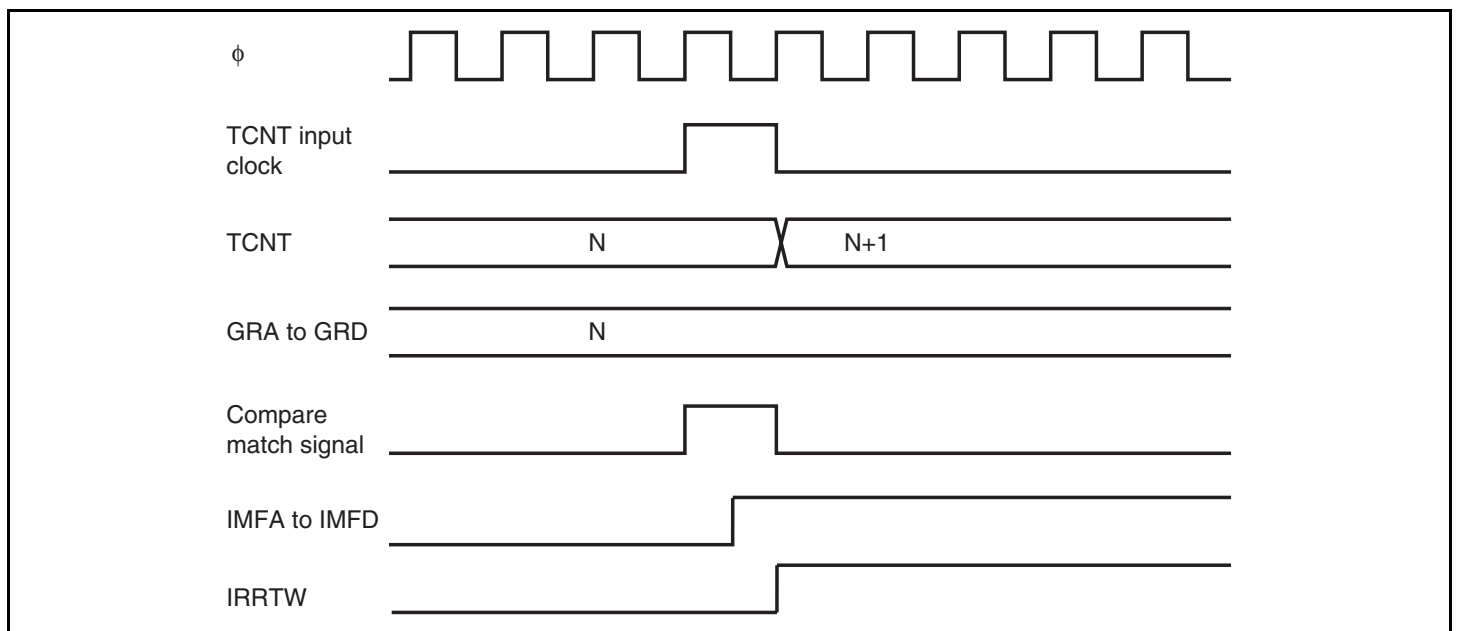 ϕ
TCNT input
clock
TCNT
N
N+1
GRA to GRD
N
Compare
match signal
IMFA to IMFD
IRRTW